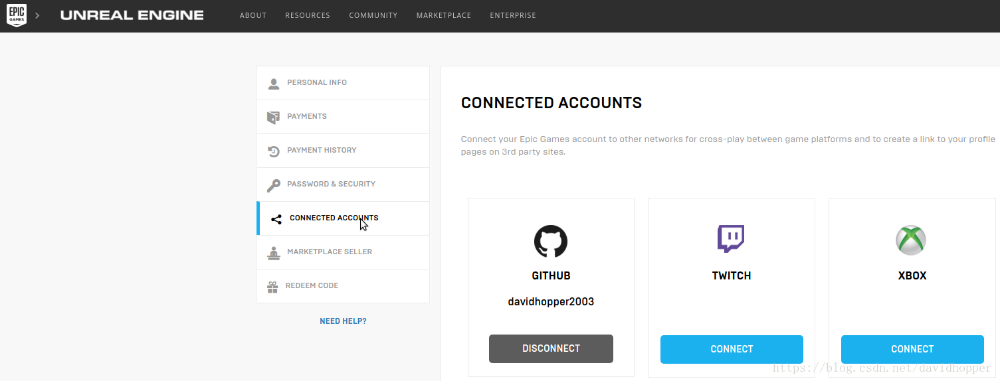 EPIC
GAMES
UNREAL ENGINE
ABOUT
RESOURCES
COMMUNITY
MARKETPLACE
ENTERPRISE
PERSONAL INFO
PAYMENTS
PAYMENT HISTORY
PASSWORD & SECURITY
CONNECTED ACCOUNTS
MARKETPLACE SELLER
REDEEM CODE
NEED HELP?
CONNECTED ACCOUNTS
Connect your Epic Games account to other networks for cross-play between game platforms and to create a link to your profile
pages on 3rd party sites.
GITHUB
davidhopper2003
DISCONNECT
TWITCH
CONNECT
XBOX
CONNECT
https://blog.csdn.net/davidhopper